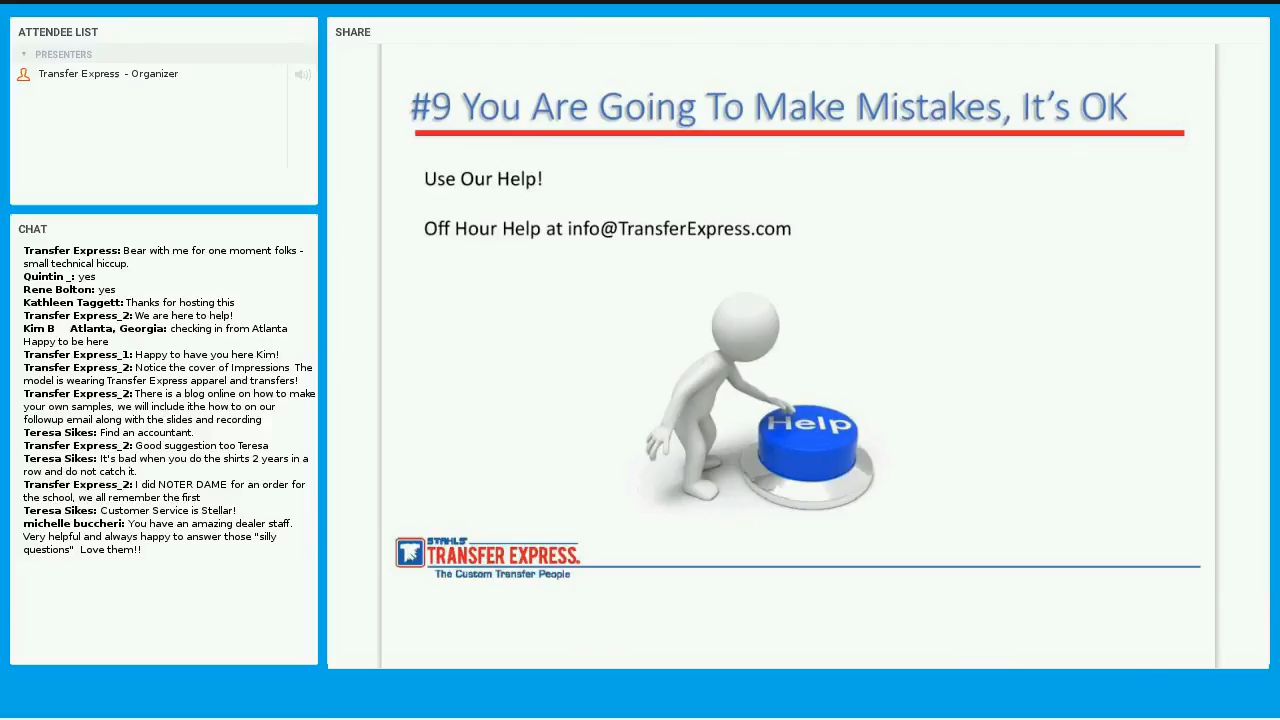 ATTENDEE LIST
PRESENTERS
Transfer Express - Organizer
CHAT
Transfer Express: Bear with me for one moment folks -
small technical hiccup.
Quintin _: yes
Rene Bolton: yes
Kathleen Taggett: Thanks for hosting this
Transfer Express_2: We are here to help!
Kim B    Atlanta, Georgia: checking in from Atlanta
Happy to be here
Transfer Express_1: Happy to have you here Kim!
Transfer Express_2: Notice the cover of Impressions  The
model is wearing Transfer Express apparel and transfers!
Transfer Express_2: There is a blog online on how to make
your own samples, we will include ithe how to on our
followup email along with the slides and recording
Teresa Sikes: Find an accountant.
Transfer Express_2: Good suggestion too Teresa
Teresa Sikes: It's bad when you do the shirts 2 years in a
row and do not catch it.
Transfer Express_2: I did NOTER DAME for an order for
the school, we all remember the first
Teresa Sikes: Customer Service is Stellar!
michelle buccheri: You have an amazing dealer staff.
Very helpful and always happy to answer those "silly
questions"  Love them!!
SHARE
#9 You Are Going To Make Mistakes, It's OK
Use Our Help!
Off Hour Help at info@TransferExpress.com
Help
STAHLS'
TRANSFER EXPRESS.
The Custom Transfer People